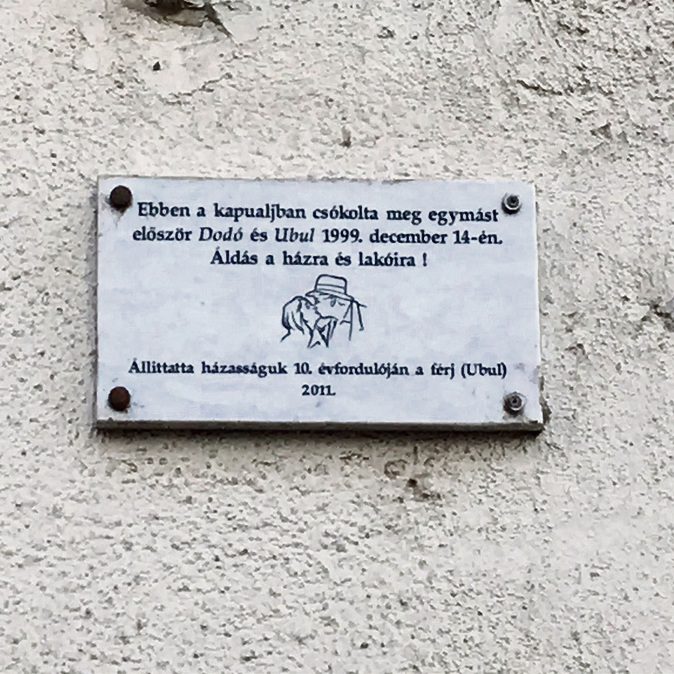 Ebben a kapualjban csókolta meg egymást
először Dodó és Ubul 1999. december 14-én.
Áldás a házra és lakóira !
Állittatta házasságuk 10. évfordulóján a férj (Ubul)
2011.